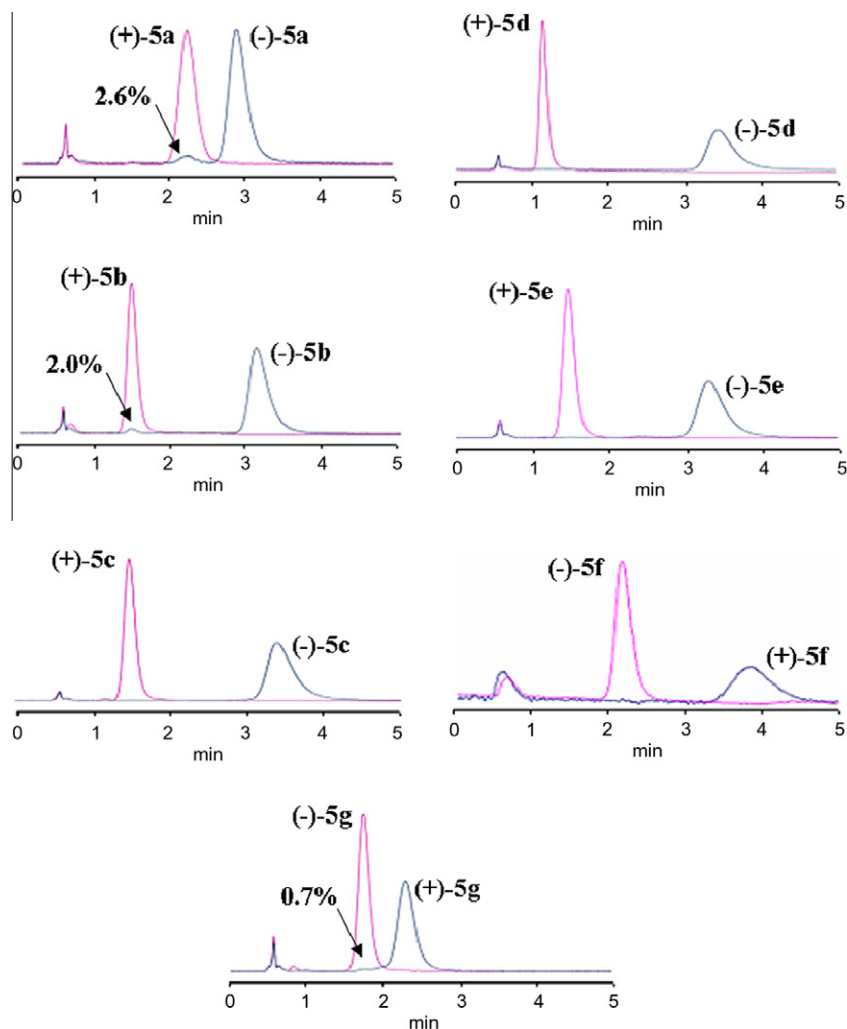 (+)-5a
(-)-5a
2.6%
0 1 2 3 4 5
min
(+)-5d
(-)-5d
0 1 2 3 4 5
min
(+)-5b
2.0%
(-)-5b
0 1 2 3 4 5
min
(+)-5e
(-)-5e
0 1 2 3 4 5
min
(+)-5c
(-)-5c
0 1 2 3 4 5
min
(-)-5f
(+)-5f
0 1 2 3 4 5
min
(-)-5g
0.7%
(+)-5g
0 1 2 3 4 5
min